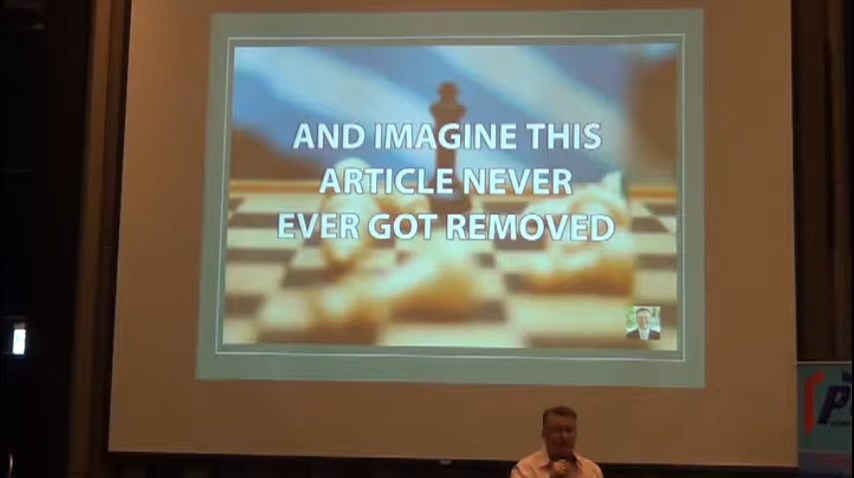 AND IMAGINE THIS
ARTICLE NEVER
EVER GOT REMOVED